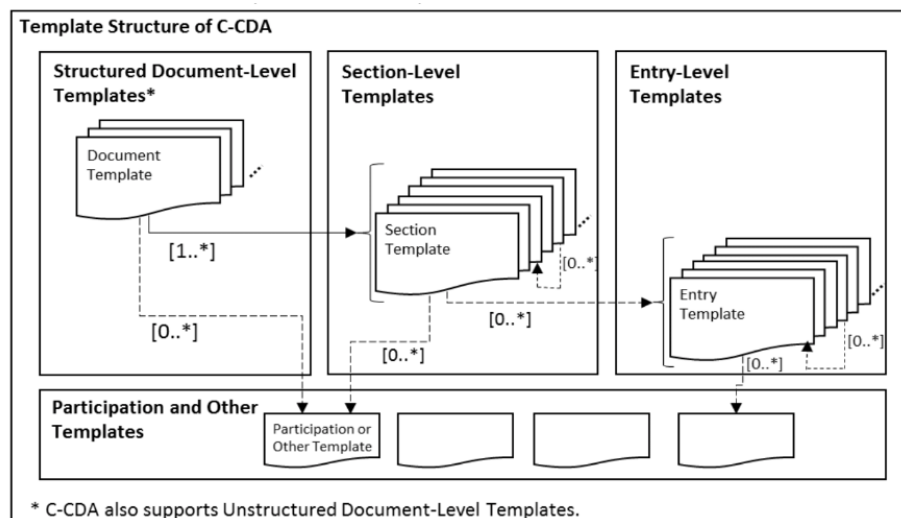 Template Structure of C-CDA
Structured Document-Level
Templates*
Document
Template
[1..*]
[0..*]
Section-Level
Templates
Section
Template
[0..*]
[0..*]
[0..*]
Entry-Level
Templates
Entry
Template
[0..*]
[0..*]
Participation and Other
Templates
Participation or
Other Template
* C-CDA also supports Unstructured Document-Level Templates.